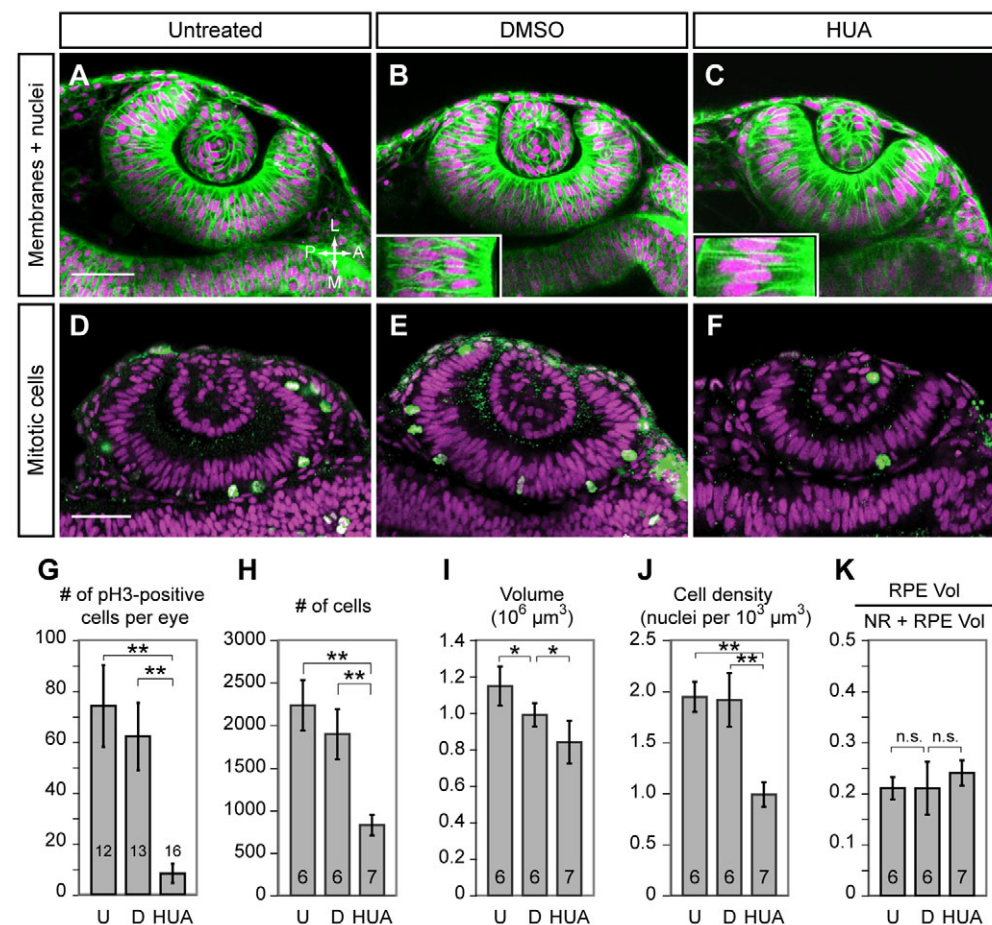 Untreated
DMSO
HUA
Membranes + nuclei
A
B
C
L
P
A
M
Mitotic cells
D
E
F
G
# of pH3-positive
cells per eye
100
80
60
40
20
0
**
**
12
13
16
U
D
HUA
H
# of cells
3000
2500
2000
1500
1000
500
0
**
**
6
6
7
U
D
HUA
I
Volume
(10⁶ µm³)
1.4
1.2
1.0
0.8
0.6
0.4
0.2
0
*
*
6
6
7
U
D
HUA
J
Cell density
(nuclei per 10³ µm³)
2.5
2.0
1.5
1.0
0.5
0
**
**
6
6
7
U
D
HUA
K
RPE Vol
NR + RPE Vol
0.5
0.4
0.3
0.2
0.1
0
n.s.
n.s.
6
6
7
U
D
HUA